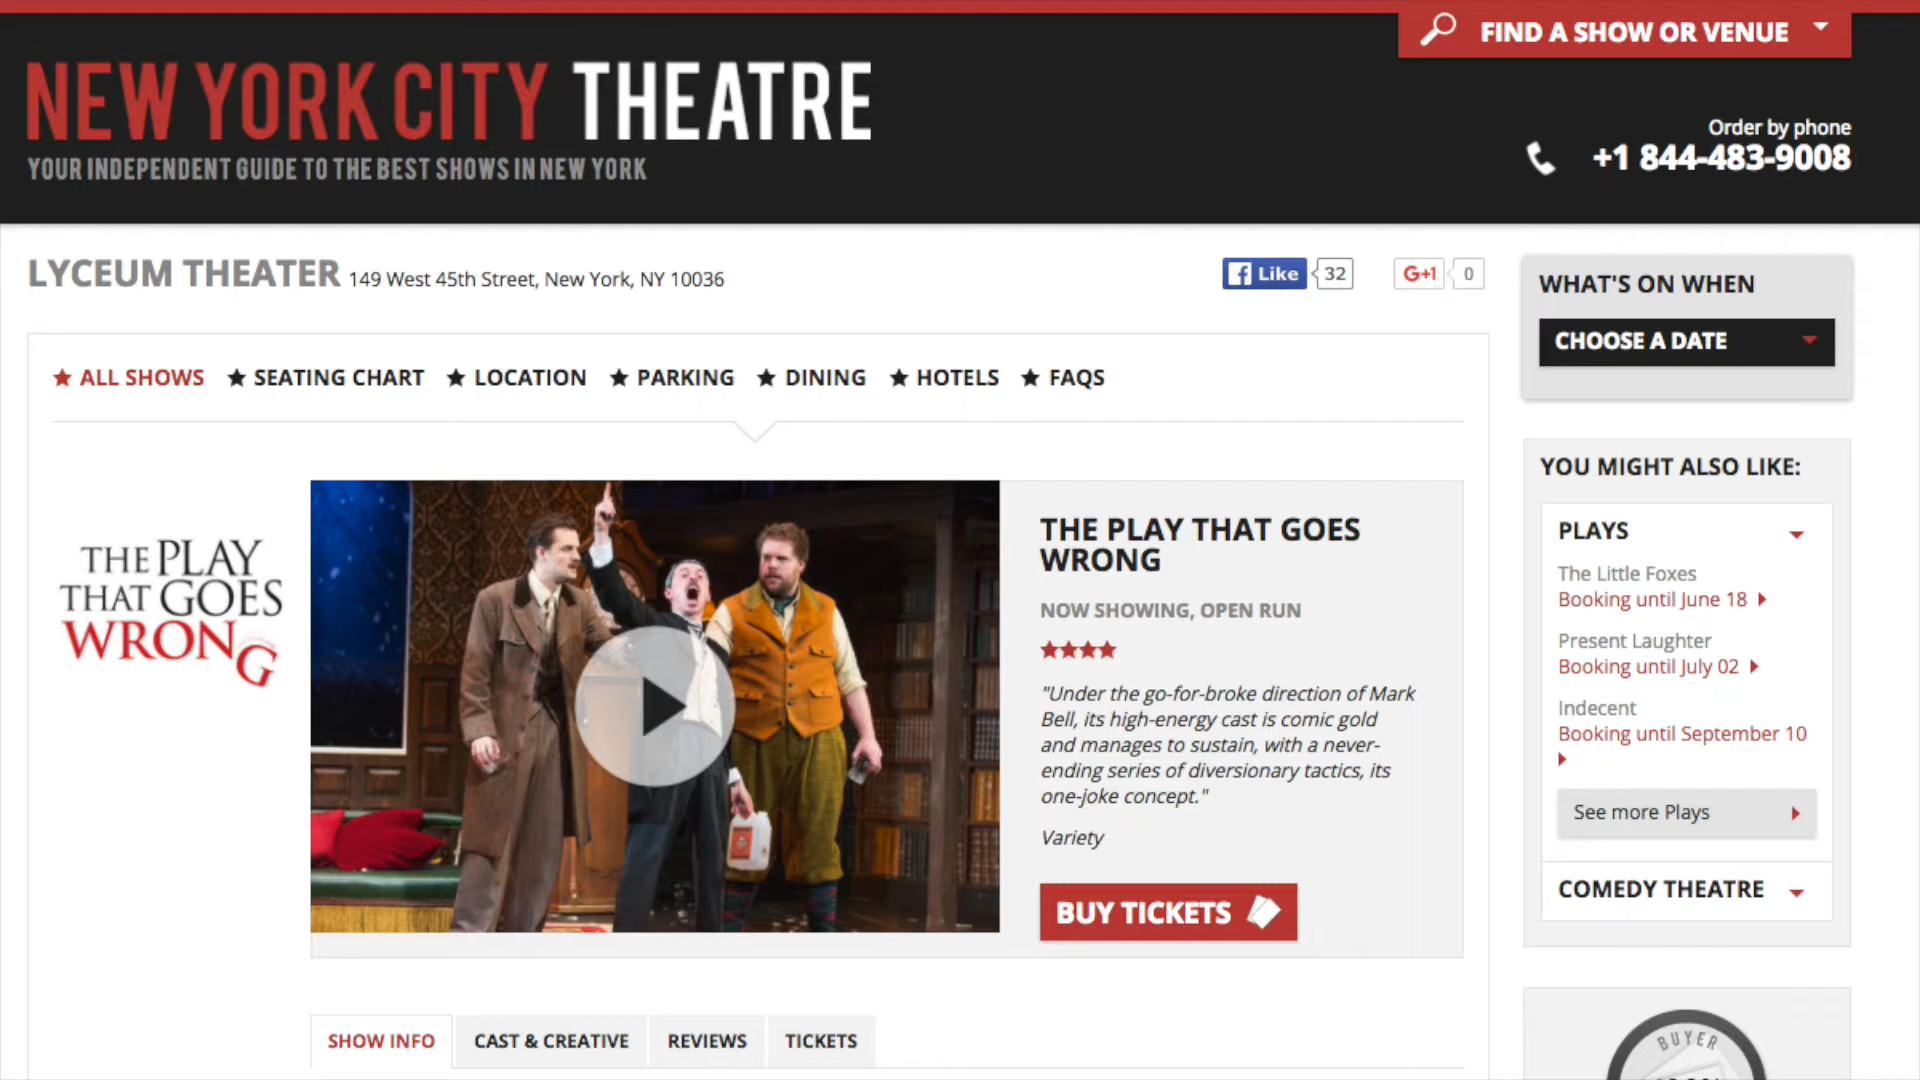 FIND A SHOW OR VENUE
NEW YORK CITY THEATRE
YOUR INDEPENDENT GUIDE TO THE BEST SHOWS IN NEW YORK
Order by phone
+1 844-483-9008
LYCEUM THEATER 149 West 45th Street, New York, NY 10036
Like 32
G+1 0
WHAT'S ON WHEN
CHOOSE A DATE
ALL SHOWS SEATING CHART LOCATION PARKING DINING HOTELS FAQS
THE PLAY
THAT GOES
WRONG
THE PLAY THAT GOES
WRONG
NOW SHOWING, OPEN RUN
"Under the go-for-broke direction of Mark
Bell, its high-energy cast is comic gold
and manages to sustain, with a never-
ending series of diversionary tactics, its
one-joke concept."
Variety
BUY TICKETS
YOU MIGHT ALSO LIKE:
PLAYS
The Little Foxes
Booking until June 18
Present Laughter
Booking until July 02
Indecent
Booking until September 10
See more Plays
COMEDY THEATRE
SHOW INFO CAST & CREATIVE REVIEWS TICKETS
BUYER